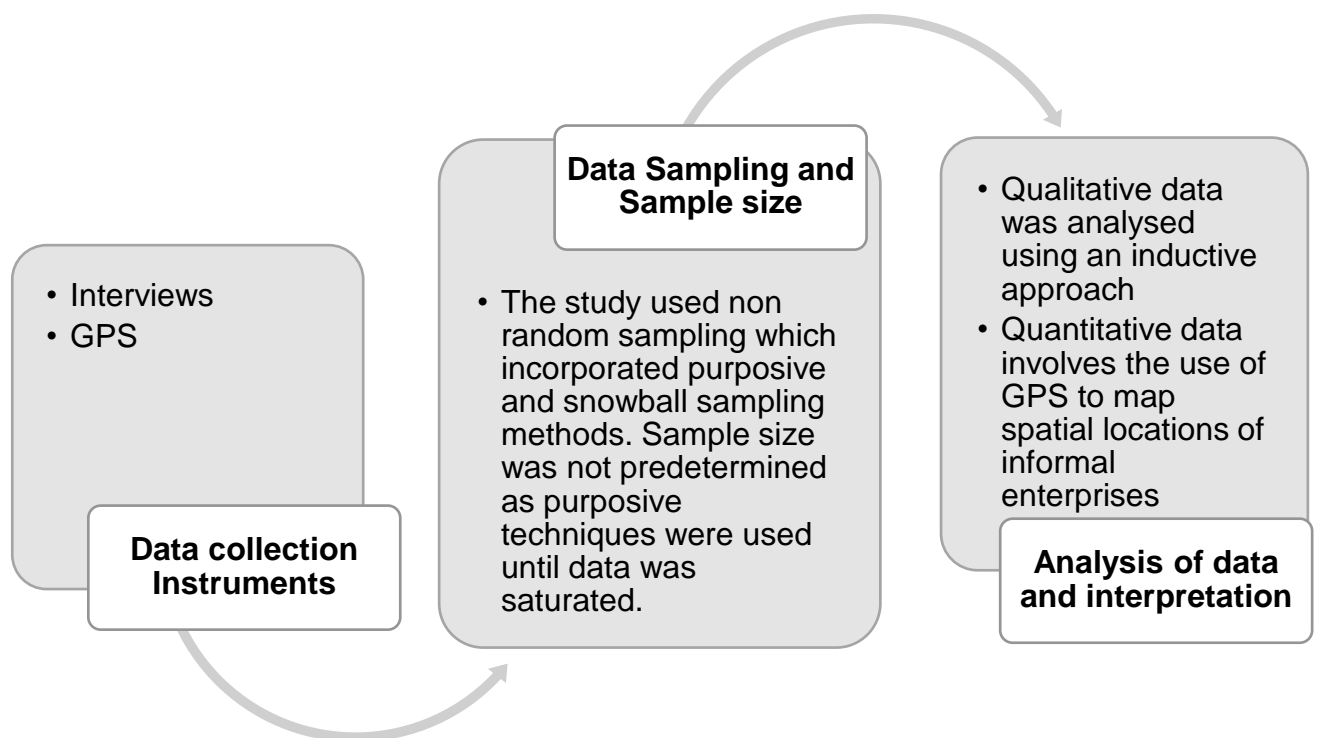 • Interviews
• GPS
Data collection
Instruments
Data Sampling and
Sample size
• The study used non
random sampling which
incorporated purposive
and snowball sampling
methods. Sample size
was not predetermined
as purposive
techniques were used
until data was
saturated.
• Qualitative data
was analysed
using an inductive
approach
• Quantitative data
involves the use of
GPS to map
spatial locations of
informal
enterprises
Analysis of data
and interpretation